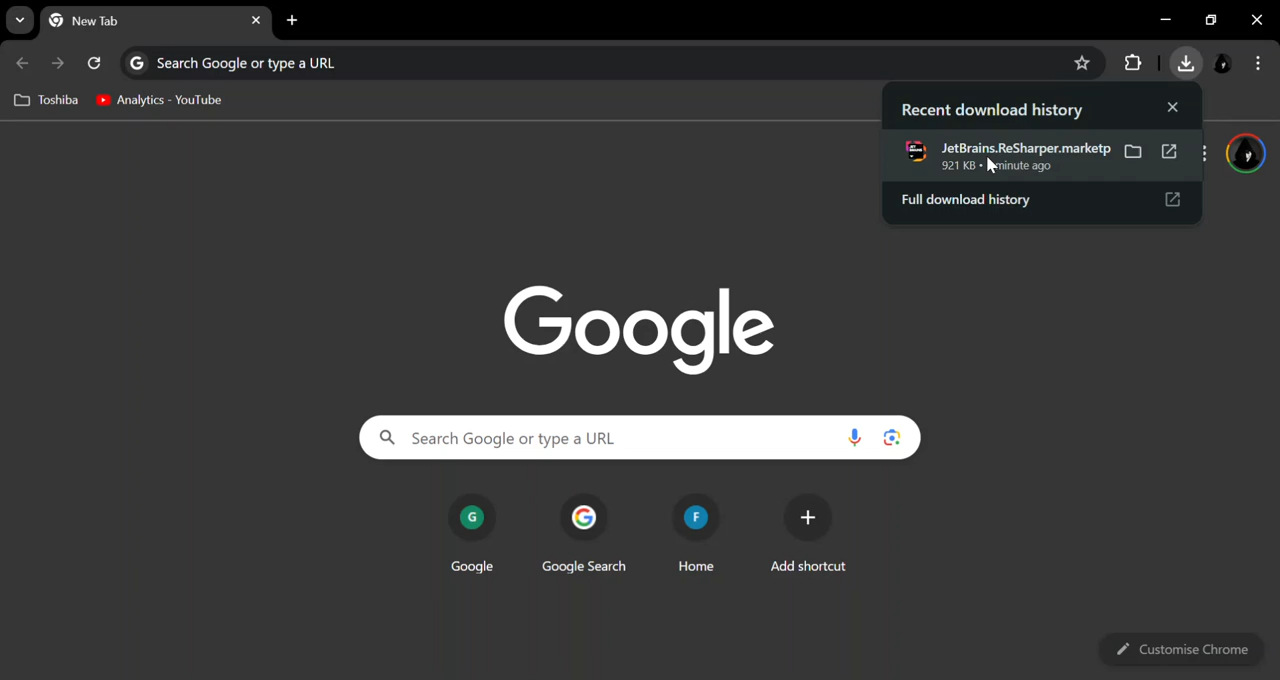 New Tab
Search Google or type a URL
Toshiba
Analytics - YouTube
Recent download history
JetBrains.ReSharper.marketp
921 KB • minute ago
Full download history
Google
Search Google or type a URL
G
F
Google
Google Search
Home
Add shortcut
Customise Chrome